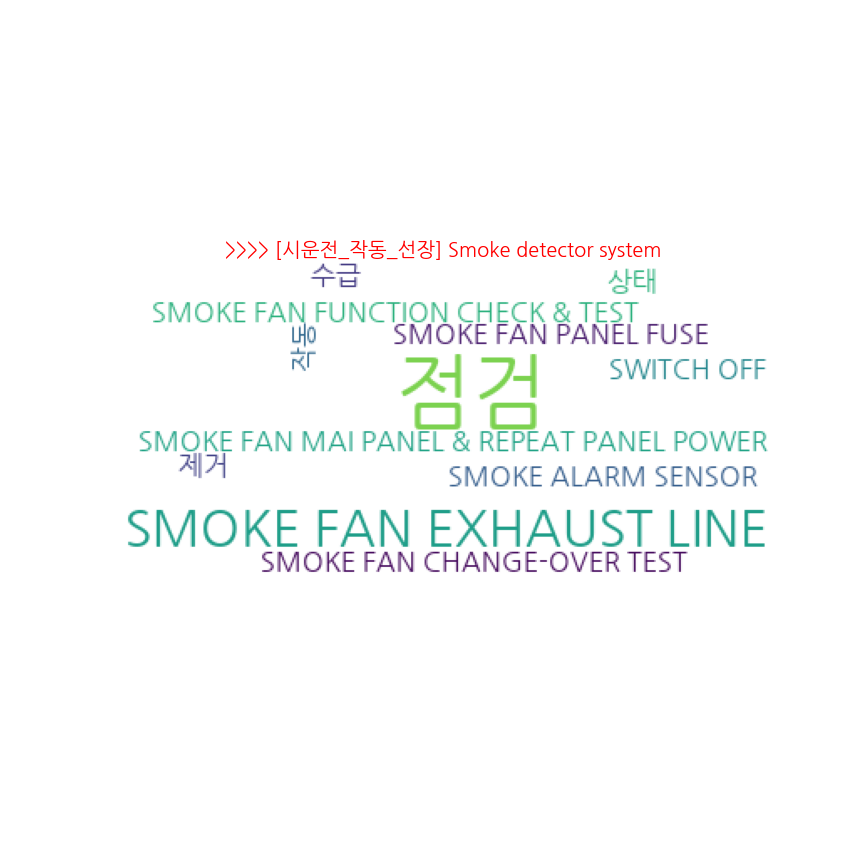 >>>> [시운전_작동_선장] Smoke detector system
수급
상태
SMOKE FAN FUNCTION CHECK & TEST
작동
SMOKE FAN PANEL FUSE
SWITCH OFF
점검
SMOKE FAN MAI PANEL & REPEAT PANEL POWER
제거
SMOKE ALARM SENSOR
SMOKE FAN EXHAUST LINE
SMOKE FAN CHANGE-OVER TEST